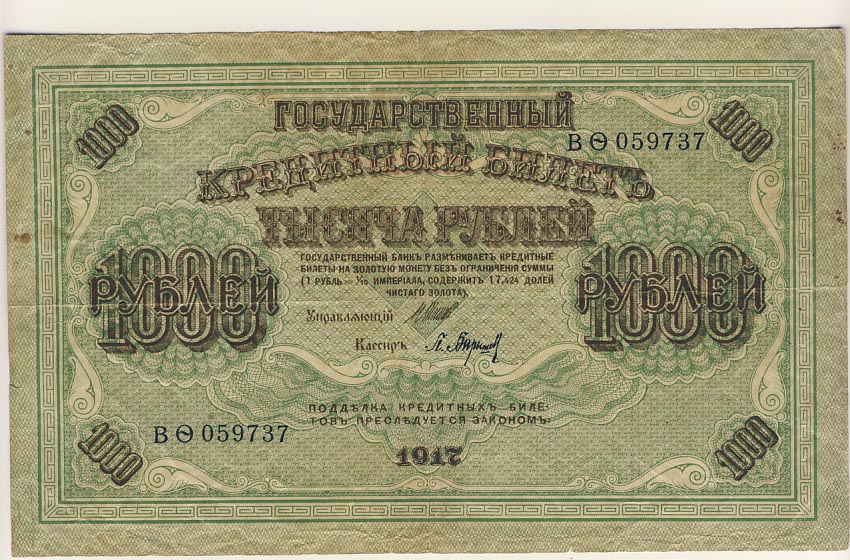 ГОСУДАРСТВЕННЫЙ
1000
1000
ВѲ 059737
КРЕДИТНЫЙ БИЛЕТЪ
ТЫСЯЧА РУБЛЕЙ
ГОСУДАРСТВЕННЫЙ БАНКЪ РАЗМѢНИВАЕТЪ КРЕДИТНЫЕ
БИЛЕТЫ НА ЗОЛОТУЮ МОНЕТУ БЕЗЪ ОГРАНИЧЕНІЯ СУММЫ
(1 РУБЛЬ = 1/15 ИМПЕРІАЛА, СОДЕРЖИТЪ 17,424 ДОЛЕЙ
ЧИСТАГО ЗОЛОТА).
1000
РУБЛЕЙ
1000
РУБЛЕЙ
Управляющій
Кассиръ
ПОДДѢЛКА КРЕДИТНЫХЪ БИЛЕ-
ТОВЪ ПРЕСЛѢДУЕТСЯ ЗАКОНОМЪ.
ВѲ 059737
1917
1000
1000